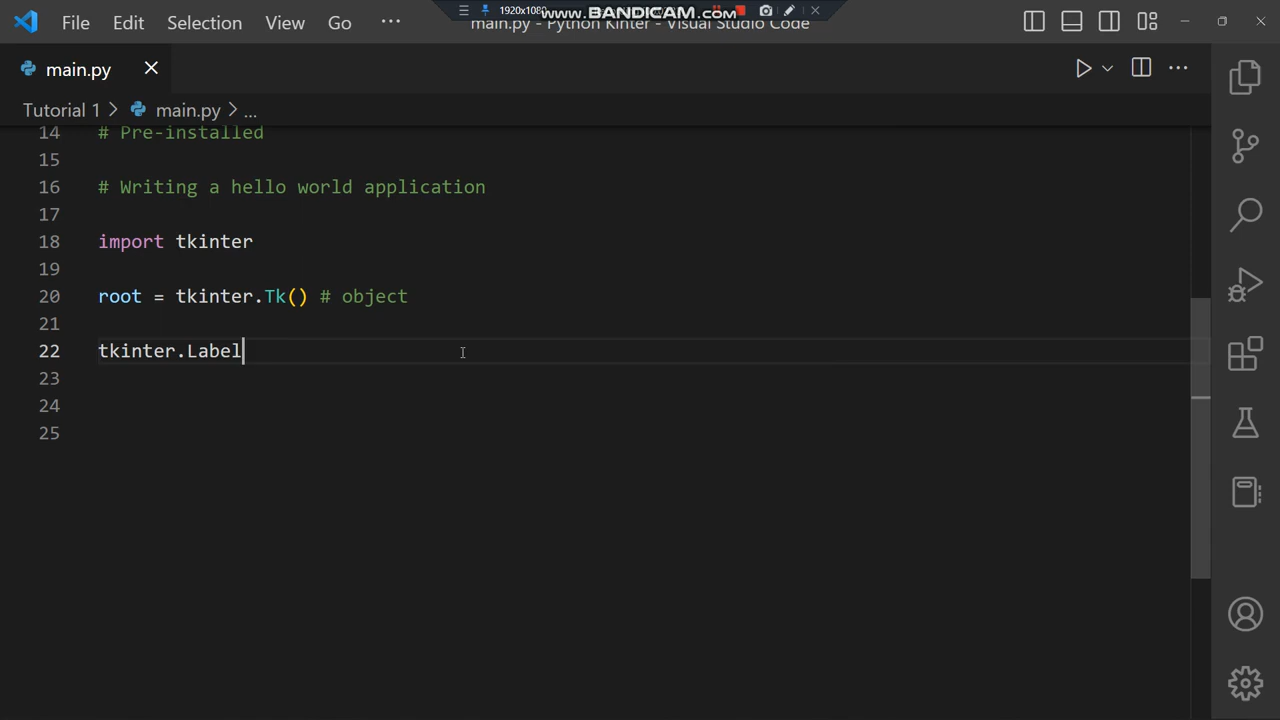 1920x1080
www.BANDICAM.com
File Edit Selection View Go ...
main.py - Python Kinter - Visual Studio Code
main.py
Tutorial 1 > main.py > ...
14 # Pre-installed
15
16 # Writing a hello world application
17
18 import tkinter
19
20 root = tkinter.Tk() # object
21
22 tkinter.Label
23
24
25